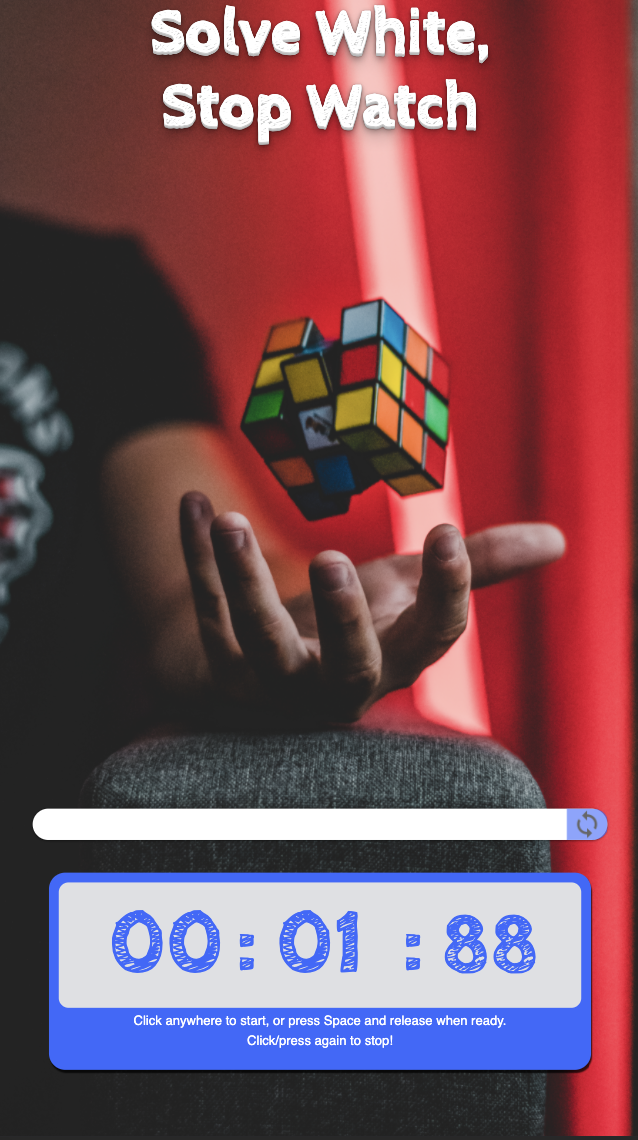 Solve White,
Stop Watch
ONS
00 : 01 : 88
Click anywhere to start, or press Space and release when ready.
Click/press again to stop!